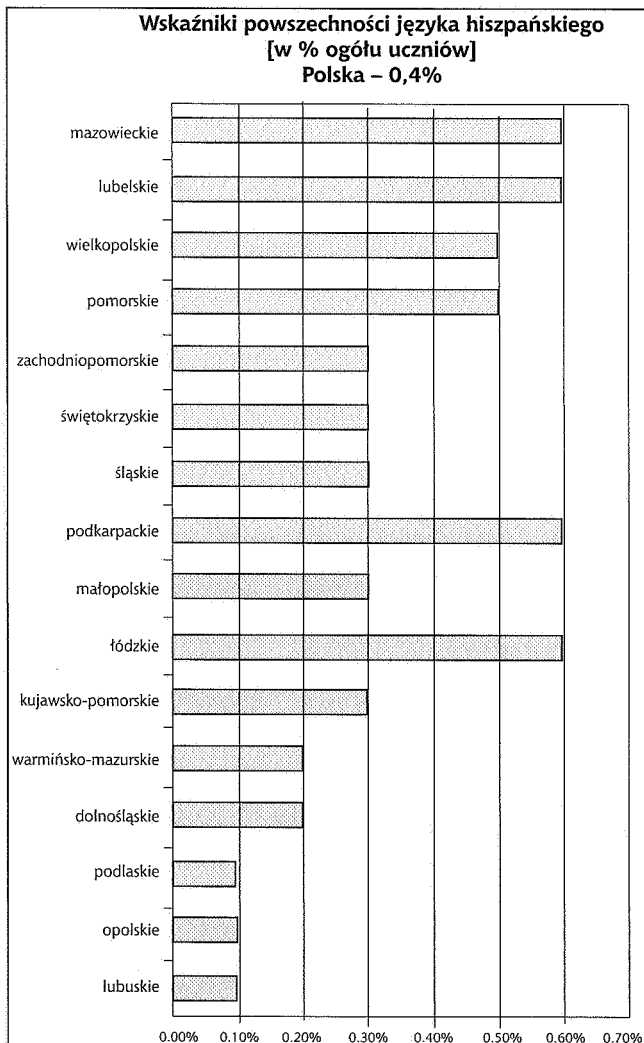 Wskaźniki powszechności języka hiszpańskiego
[w % ogółu uczniów]
Polska – 0,4%
mazowieckie
lubelskie
wielkopolskie
pomorskie
zachodniopomorskie
świętokrzyskie
śląskie
podkarpackie
małopolskie
łódzkie
kujawsko-pomorskie
warmińsko-mazurskie
dolnośląskie
podlaskie
opolskie
lubuskie
0.00% 0.10% 0.20% 0.30% 0.40% 0.50% 0.60% 0.70%